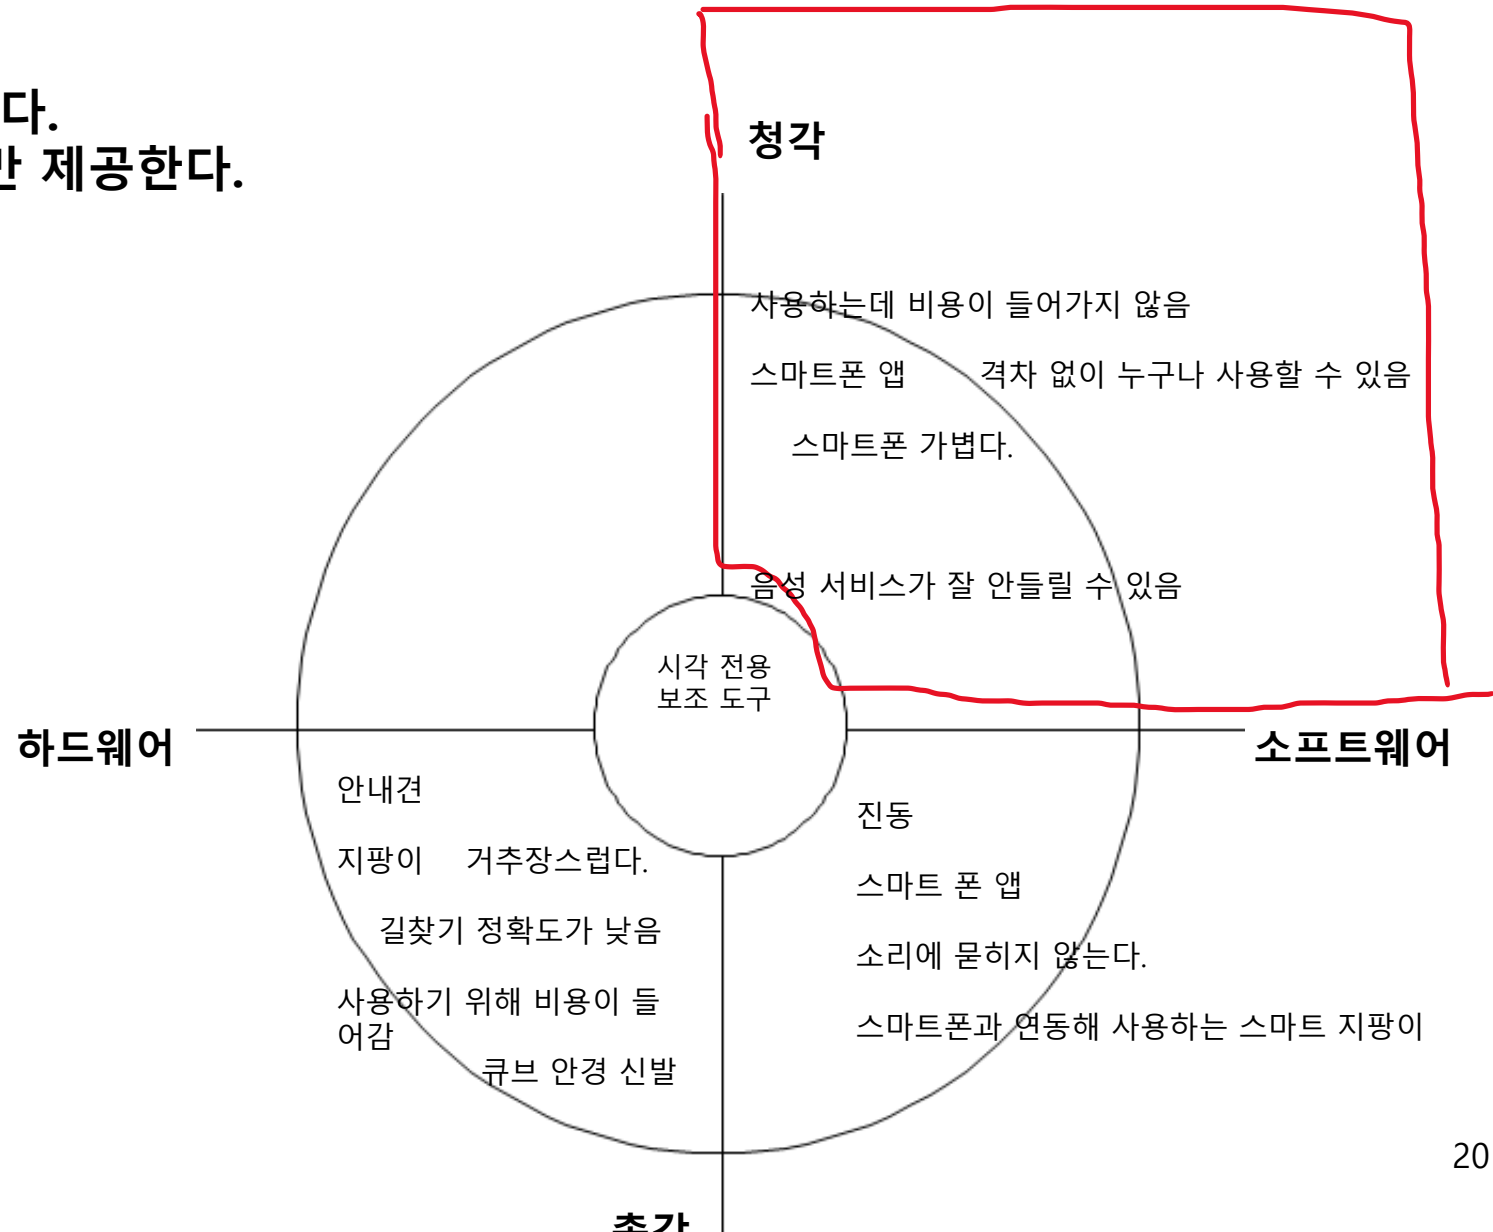 다.
만 제공한다.
청각
사용하는데 비용이 들어가지 않음
스마트폰 앱 격차 없이 누구나 사용할 수 있음
스마트폰 가볍다.
음성 서비스가 잘 안들릴 수 있음
시각 전용
보조 도구
하드웨어
소프트웨어
안내견
지팡이 거추장스럽다.
길찾기 정확도가 낮음
사용하기 위해 비용이 들
어감
큐브 안경 신발
진동
스마트 폰 앱
소리에 묻히지 않는다.
스마트폰과 연동해 사용하는 스마트 지팡이
20
촉각